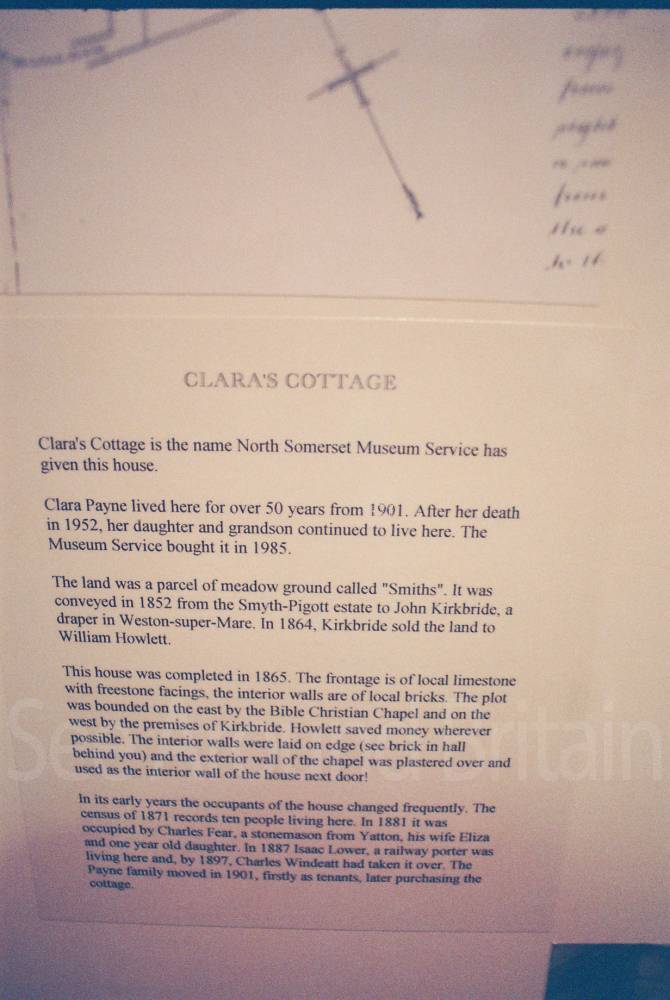 from
CLARA'S COTTAGE
Clara's Cottage is the name North Somerset Museum Service has
given this house.
Clara Payne lived here for over 50 years from 1901. After her death
in 1952, her daughter and grandson continued to live here. The
Museum Service bought it in 1985.
The land was a parcel of meadow ground called "Smiths". It was
conveyed in 1852 from the Smyth-Pigott estate to John Kirkbride, a
draper in Weston-super-Mare. In 1864, Kirkbride sold the land to
William Howlett.
This house was completed in 1865. The frontage is of local limestone
with freestone facings, the interior walls are of local bricks. The plot
was bounded on the east by the Bible Christian Chapel and on the
west by the premises of Kirkbride. Howlett saved money wherever
possible. The interior walls were laid on edge (see brick in hall
behind you) and the exterior wall of the chapel was plastered over and
used as the interior wall of the house next door!
In its early years the occupants of the house changed frequently. The
census of 1871 records ten people living here. In 1881 it was
occupied by Charles Fear, a stonemason from Yatton, his wife Eliza
and one year old daughter. In 1887 Isaac Lower, a railway porter was
living here and, by 1897, Charles Windeatt had taken it over. The
Payne family moved in 1901, firstly as tenants, later purchasing the
cottage.